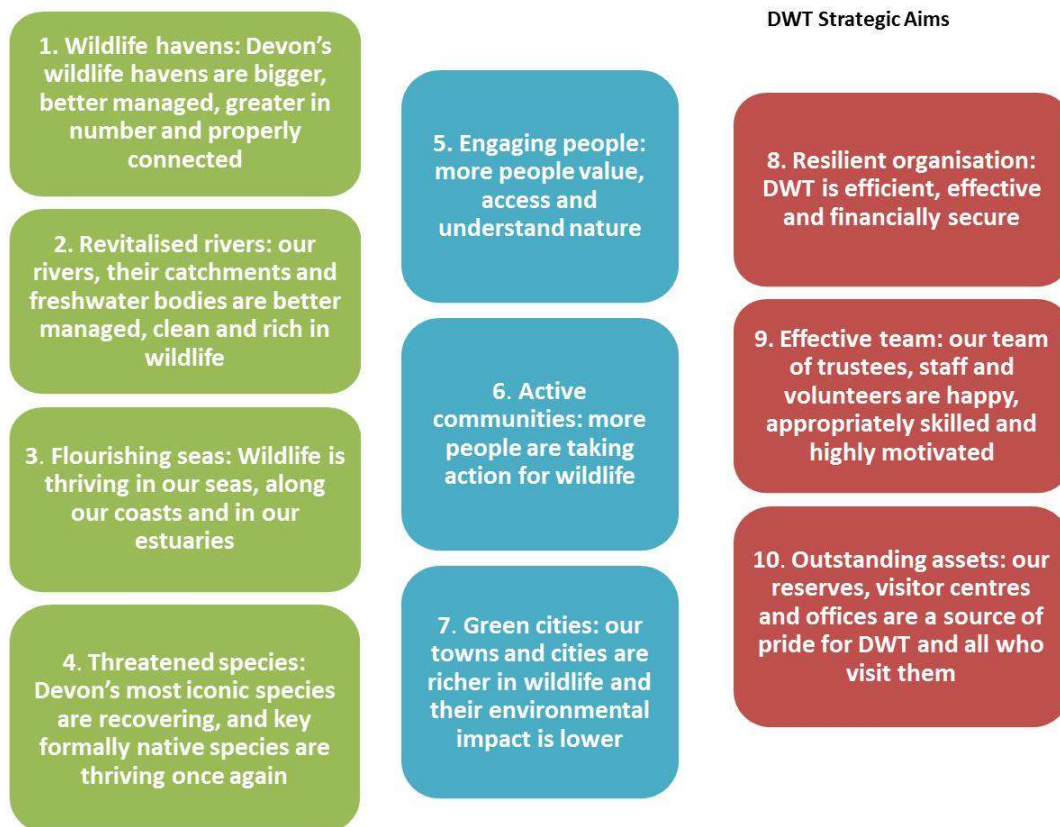 DWT Strategic Aims
1. Wildlife havens: Devon’s
wildlife havens are bigger,
better managed, greater in
number and properly
connected
2. Revitalised rivers: our
rivers, their catchments and
freshwater bodies are better
managed, clean and rich in
wildlife
3. Flourishing seas: Wildlife is
thriving in our seas, along
our coasts and in our
estuaries
4. Threatened species:
Devon’s most iconic species
are recovering, and key
formally native species are
thriving once again
5. Engaging people:
more people value,
access and
understand nature
6. Active
communities: more
people are taking
action for wildlife
7. Green cities: our
towns and cities are
richer in wildlife and
their environmental
impact is lower
8. Resilient organisation:
DWT is efficient, effective
and financially secure
9. Effective team: our team
of trustees, staff and
volunteers are happy,
appropriately skilled and
highly motivated
10. Outstanding assets: our
reserves, visitor centres
and offices are a source of
pride for DWT and all who
visit them